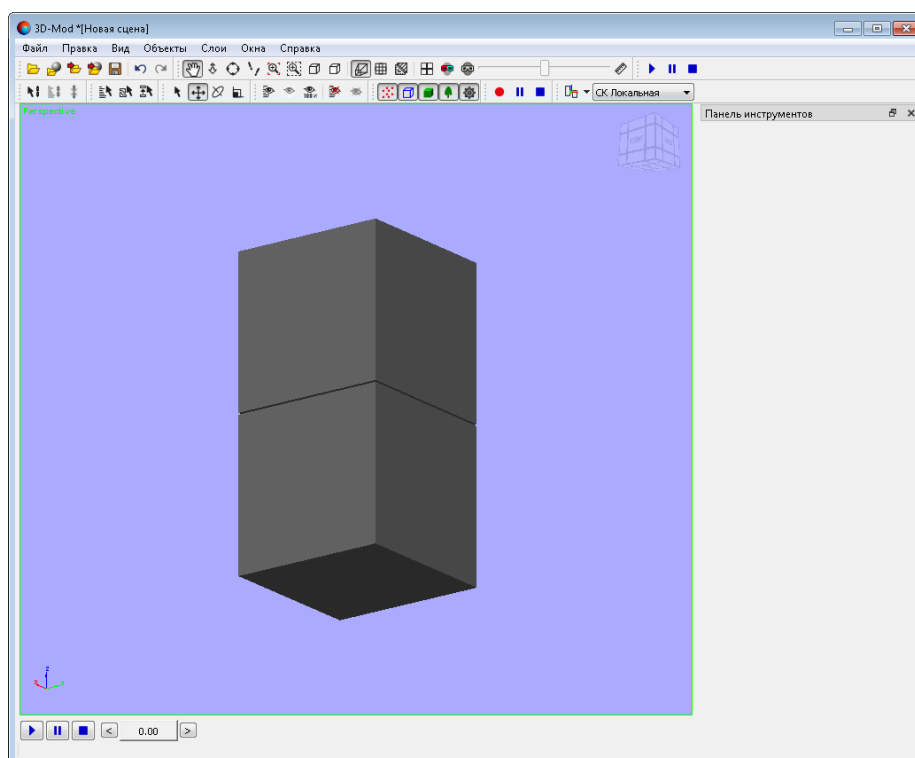 3D-Mod *[Новая сцена]
Файл Правка Вид Объекты Слои Окна Справка
СК Локальная
Perspective
Панель инструментов
z
0.00